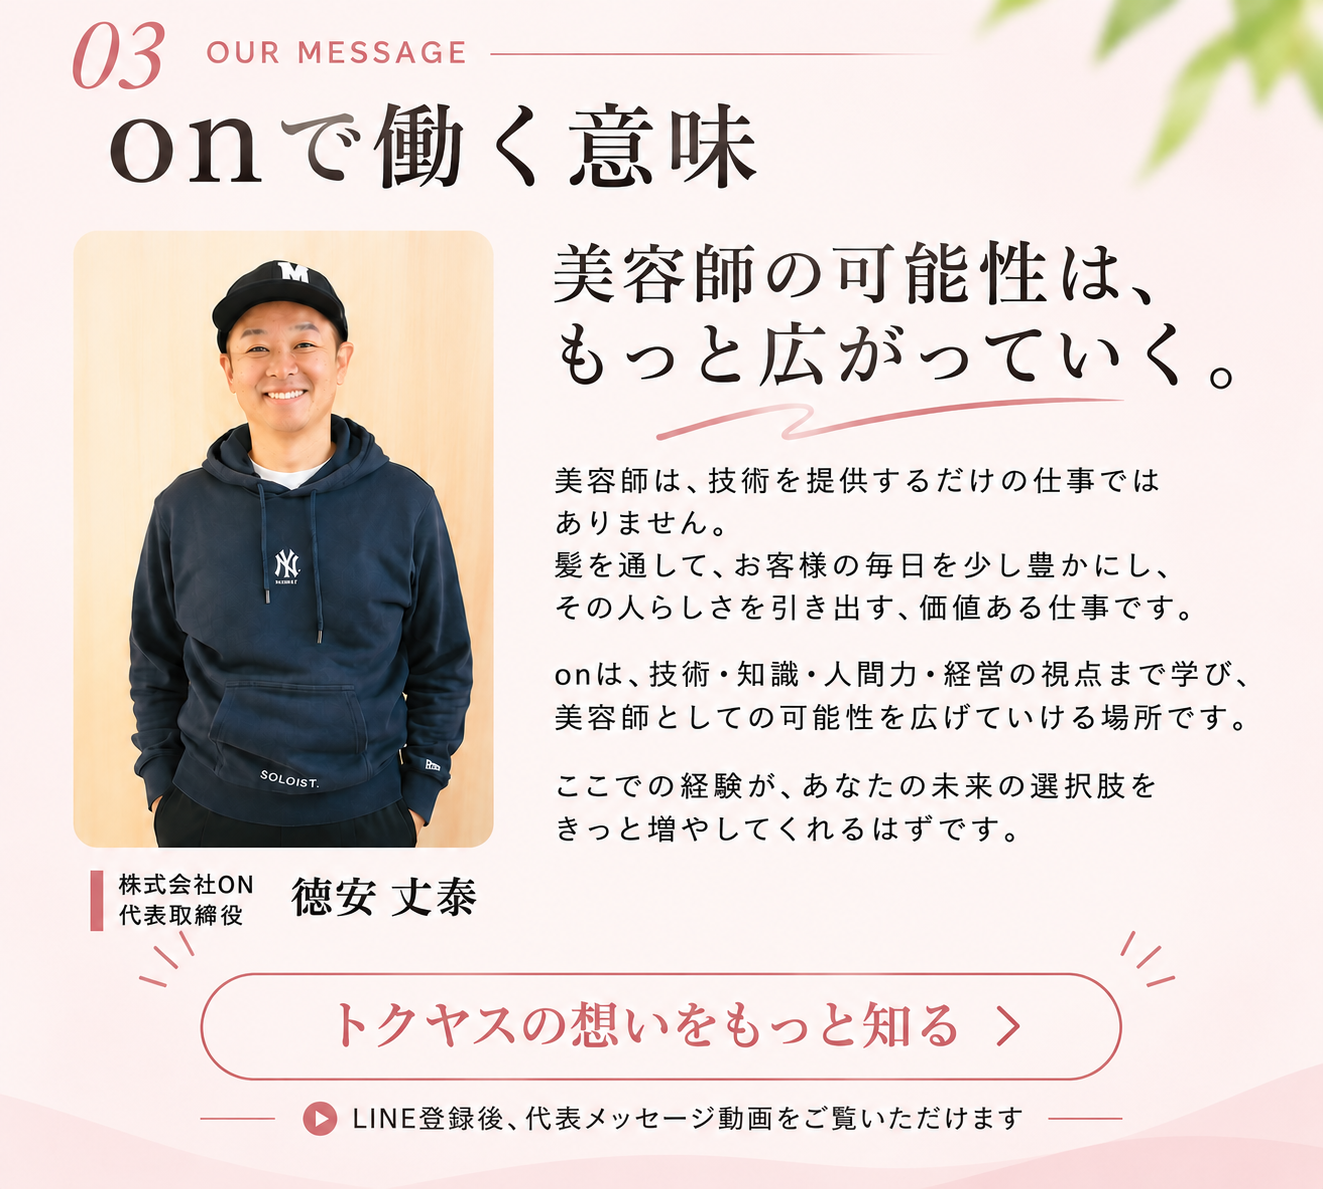 03 OUR MESSAGE
onで働く意味
M
NY
SOLOIST.
美容師の可能性は、
もっと広がっていく。
美容師は、技術を提供するだけの仕事では
ありません。
髪を通して、お客様の毎日を少し豊かにし、
その人らしさを引き出す、価値ある仕事です。
onは、技術・知識・人間力・経営の視点まで学び、
美容師としての可能性を広げていける場所です。
ここでの経験が、あなたの未来の選択肢を
きっと増やしてくれるはずです。
株式会社ON
代表取締役
徳安 丈泰
トクヤスの想いをもっと知る
LINE登録後、代表メッセージ動画をご覧いただけます